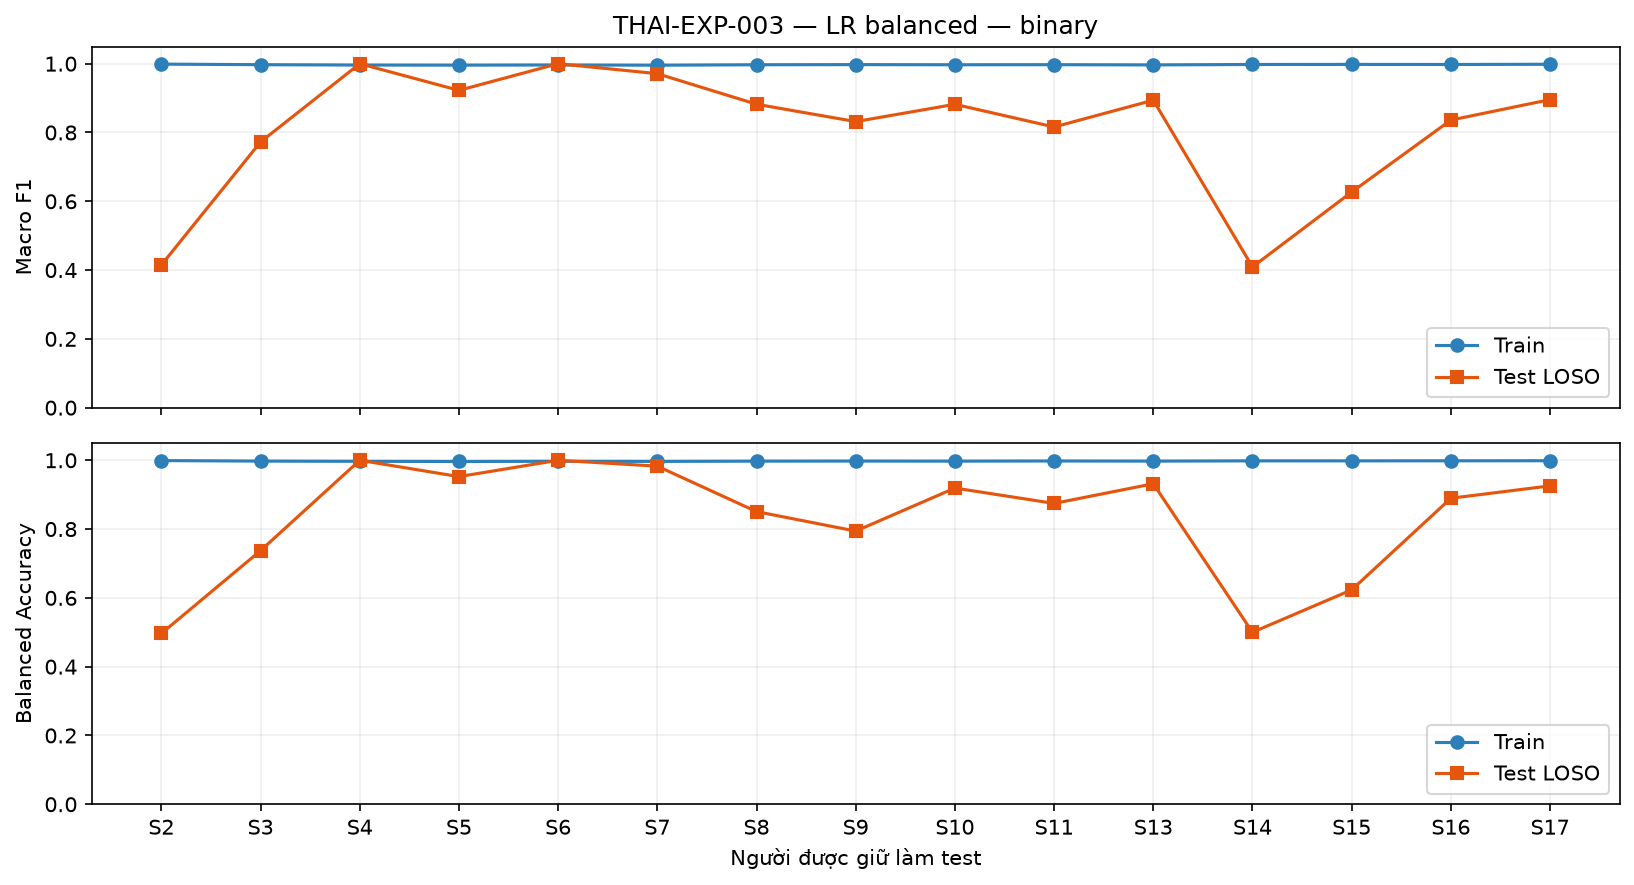 THAI-EXP-003 — LR balanced — binary
Macro F1
1.0
0.8
0.6
0.4
0.2
0.0
Train
Test LOSO
Balanced Accuracy
1.0
0.8
0.6
0.4
0.2
0.0
Train
Test LOSO
S2 S3 S4 S5 S6 S7 S8 S9 S10 S11 S13 S14 S15 S16 S17
Người được giữ làm test